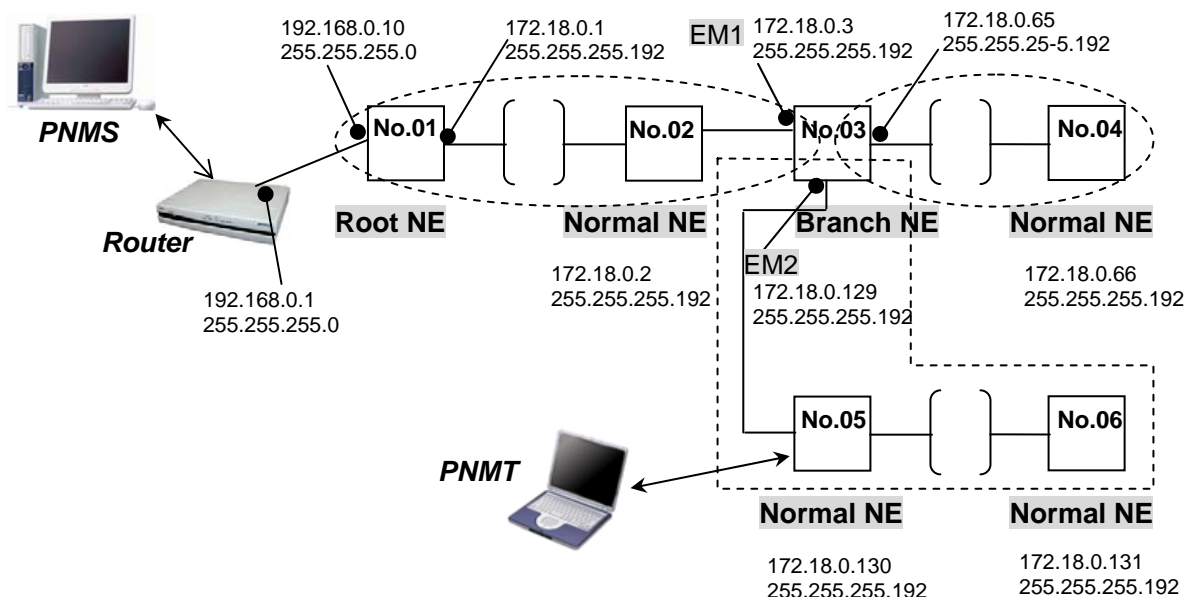 192.168.0.10
255.255.255.0
172.18.0.1
255.255.255.192
EM1
172.18.0.3
255.255.255.192
172.18.0.65
255.255.25-5.192
PNMS
No.01
No.02
No.03
No.04
Router
Root NE
Normal NE
Branch NE
Normal NE
EM2
192.168.0.1
255.255.255.0
172.18.0.2
255.255.255.192
172.18.0.129
255.255.255.192
172.18.0.66
255.255.255.192
No.05
No.06
PNMT
Normal NE
Normal NE
172.18.0.130
255.255.255.192
172.18.0.131
255.255.255.192